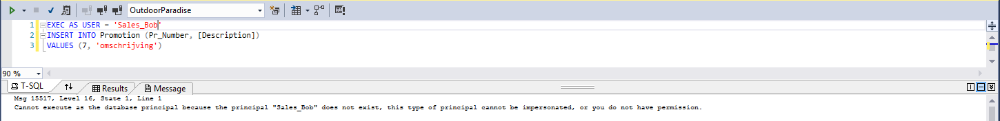 OutdoorParadise
1 EXEC AS USER = 'Sales_Bob'
2 INSERT INTO Promotion (Pr_Number, [Description])
3 VALUES (7, 'omschrijving')
90 %
T-SQL Results Message
Msg 15517, Level 16, State 1, Line 1
Cannot execute as the database principal because the principal "Sales_Bob" does not exist, this type of principal cannot be impersonated, or you do not have permission.